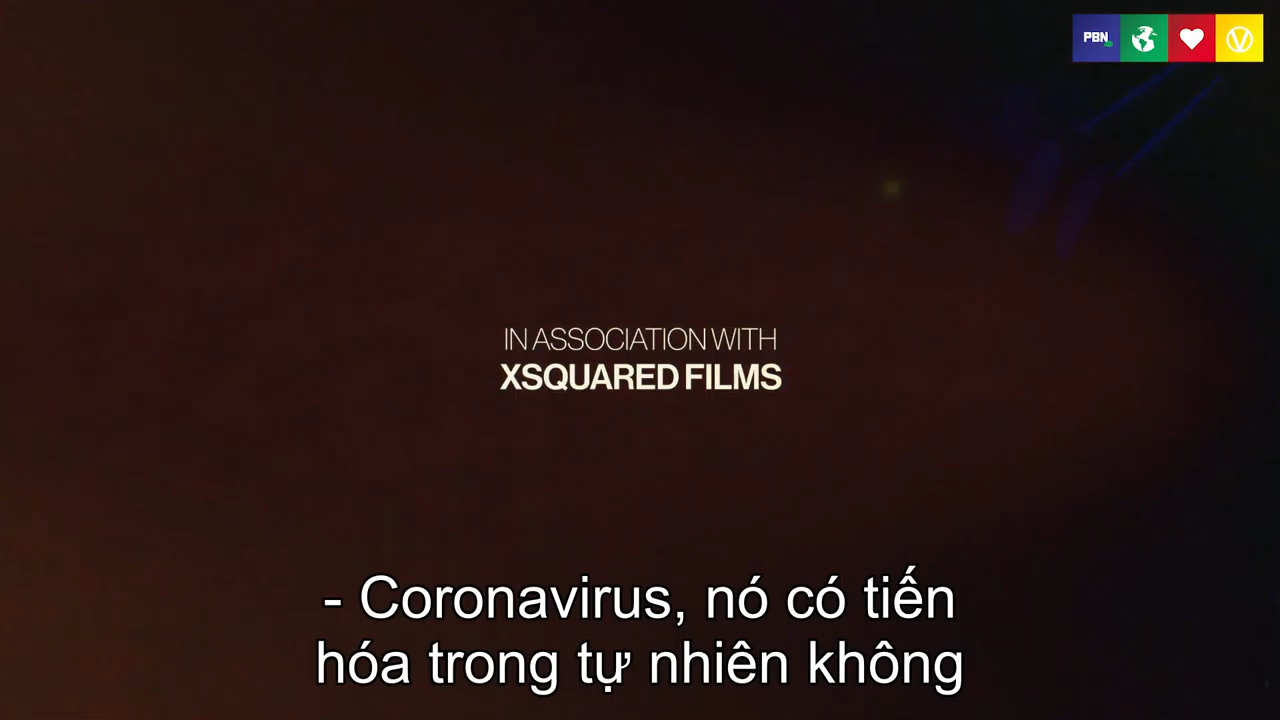 PBN
IN ASSOCIATION WITH
XSQUARED FILMS
- Coronavirus, nó có tiến
hóa trong tự nhiên không